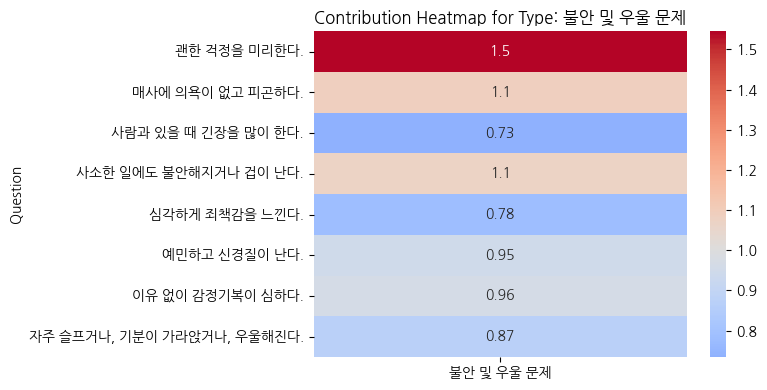 Contribution Heatmap for Type: 불안 및 우울 문제
괜한 걱정을 미리한다.
1.5
매사에 의욕이 없고 피곤하다.
1.1
사람과 있을 때 긴장을 많이 한다.
0.73
사소한 일에도 불안해지거나 겁이 난다.
1.1
심각하게 죄책감을 느낀다.
0.78
예민하고 신경질이 난다.
0.95
이유 없이 감정기복이 심하다.
0.96
자주 슬프거나, 기분이 가라앉거나, 우울해진다.
0.87
Question
불안 및 우울 문제
1.5
1.4
1.3
1.2
1.1
1.0
0.9
0.8